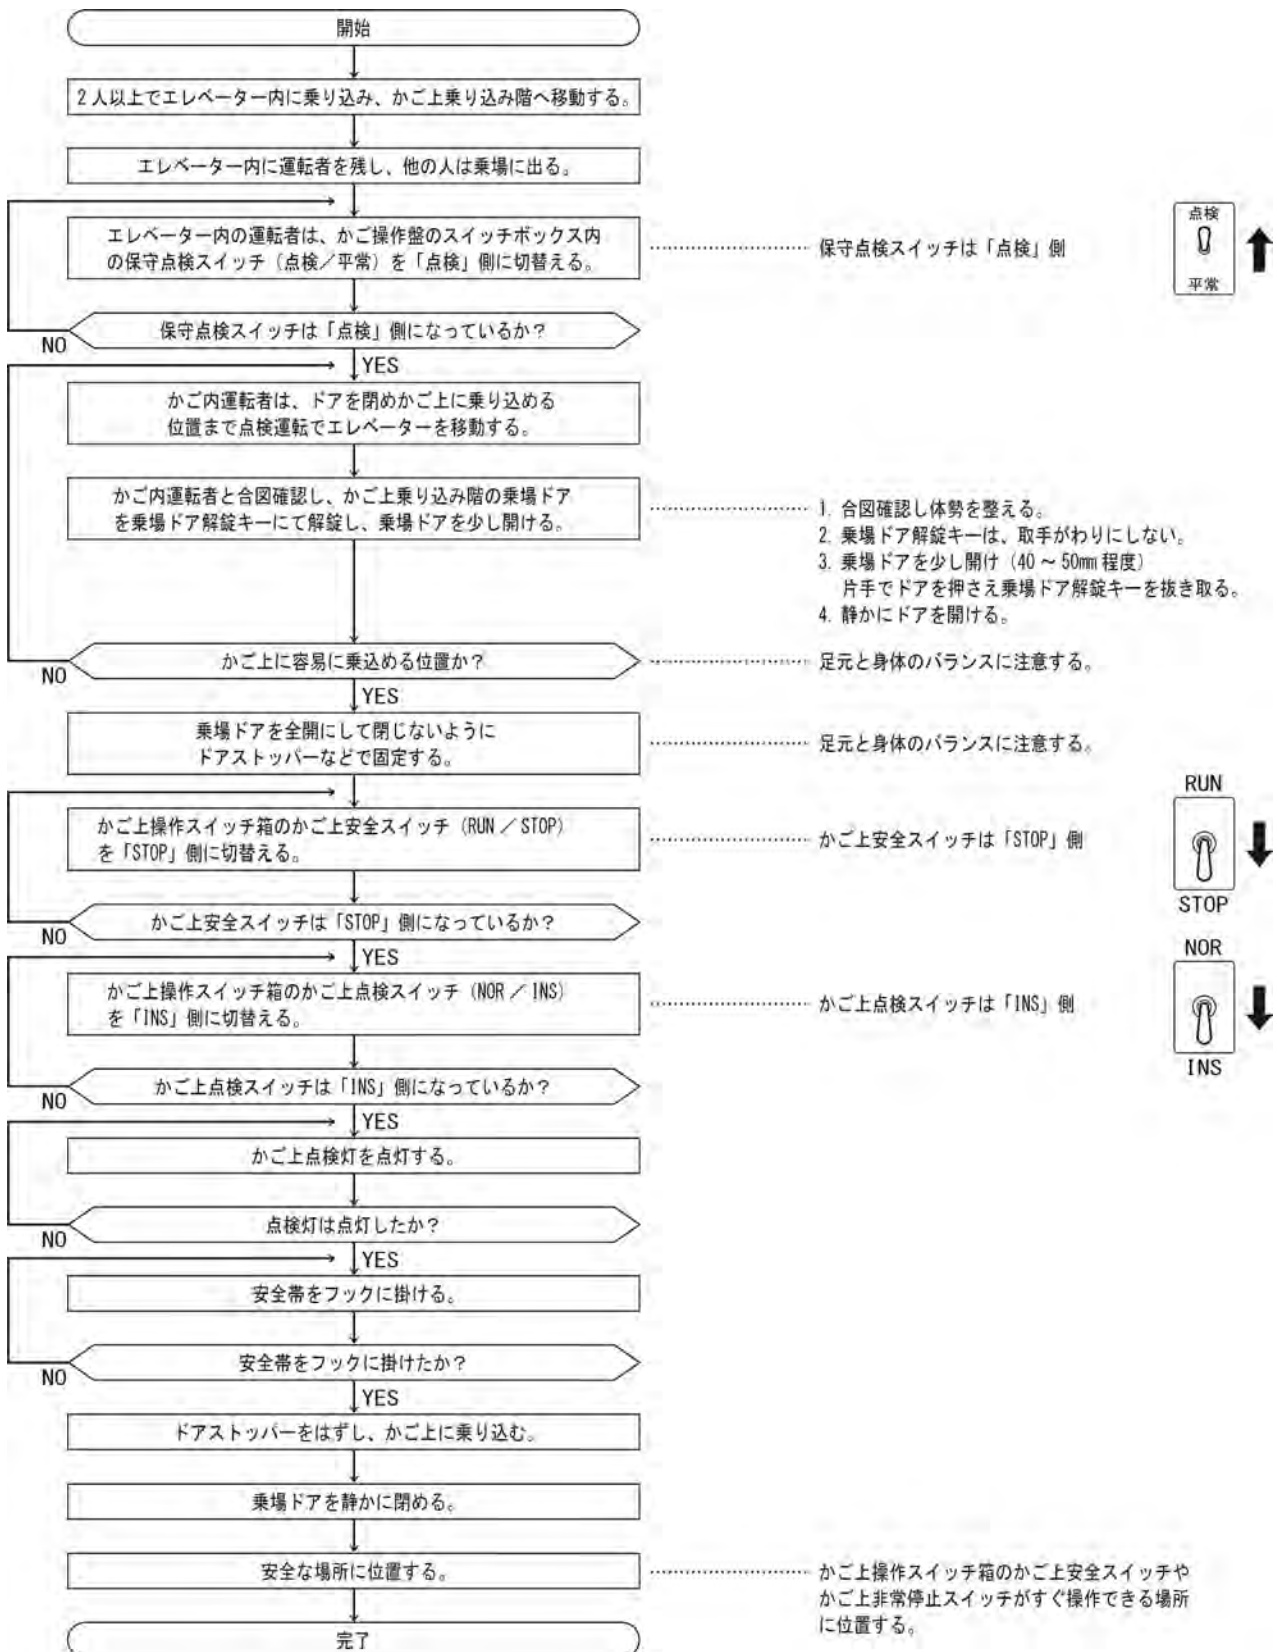 開始
2人以上でエレベーター内に乗り込み、かご上乗り込み階へ移動する。
エレベーター内に運転者を残し、他の人は乗場に出る。
エレベーター内の運転者は、かご操作盤のスイッチボックス内
の保守点検スイッチ（点検／平常）を「点検」側に切替える。
保守点検スイッチは「点検」側
点検
平常
保守点検スイッチは「点検」側になっているか？
NO
YES
かご内運転者は、ドアを閉めかご上に乗り込める
位置まで点検運転でエレベーターを移動する。
かご内運転者と合図確認し、かご上乗り込み階の乗場ドア
を乗場ドア解錠キーにて解錠し、乗場ドアを少し開ける。
1. 合図確認し体勢を整える。
2. 乗場ドア解錠キーは、取手がわりにしない。
3. 乗場ドアを少し開け（40～50㎜程度）
片手でドアを押さえ乗場ドア解錠キーを抜き取る。
4. 静かにドアを開ける。
かご上に容易に乗込める位置か？
足元と身体のバランスに注意する。
NO
YES
乗場ドアを全開にして閉じないように
ドアストッパーなどで固定する。
足元と身体のバランスに注意する。
かご上操作スイッチ箱のかご上安全スイッチ（RUN／STOP）
を「STOP」側に切替える。
かご上安全スイッチは「STOP」側
RUN
STOP
かご上安全スイッチは「STOP」側になっているか？
NO
YES
かご上操作スイッチ箱のかご上点検スイッチ（NOR／INS）
を「INS」側に切替える。
かご上点検スイッチは「INS」側
NOR
INS
かご上点検スイッチは「INS」側になっているか？
NO
YES
かご上点検灯を点灯する。
点検灯は点灯したか？
NO
YES
安全帯をフックに掛ける。
安全帯をフックに掛けたか？
NO
YES
ドアストッパーをはずし、かご上に乗り込む。
乗場ドアを静かに閉める。
安全な場所に位置する。
かご上操作スイッチ箱のかご上安全スイッチや
かご上非常停止スイッチがすぐ操作できる場所
に位置する。
完了